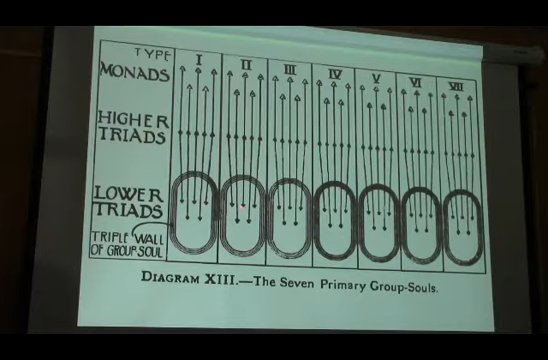 TYPE I II III IV V VI VII
MONADS
HIGHER
TRIADS
LOWER
TRIADS
TRIPLE WALL
OF GROUP-SOUL
DIAGRAM XIII.—The Seven Primary Group-Souls.